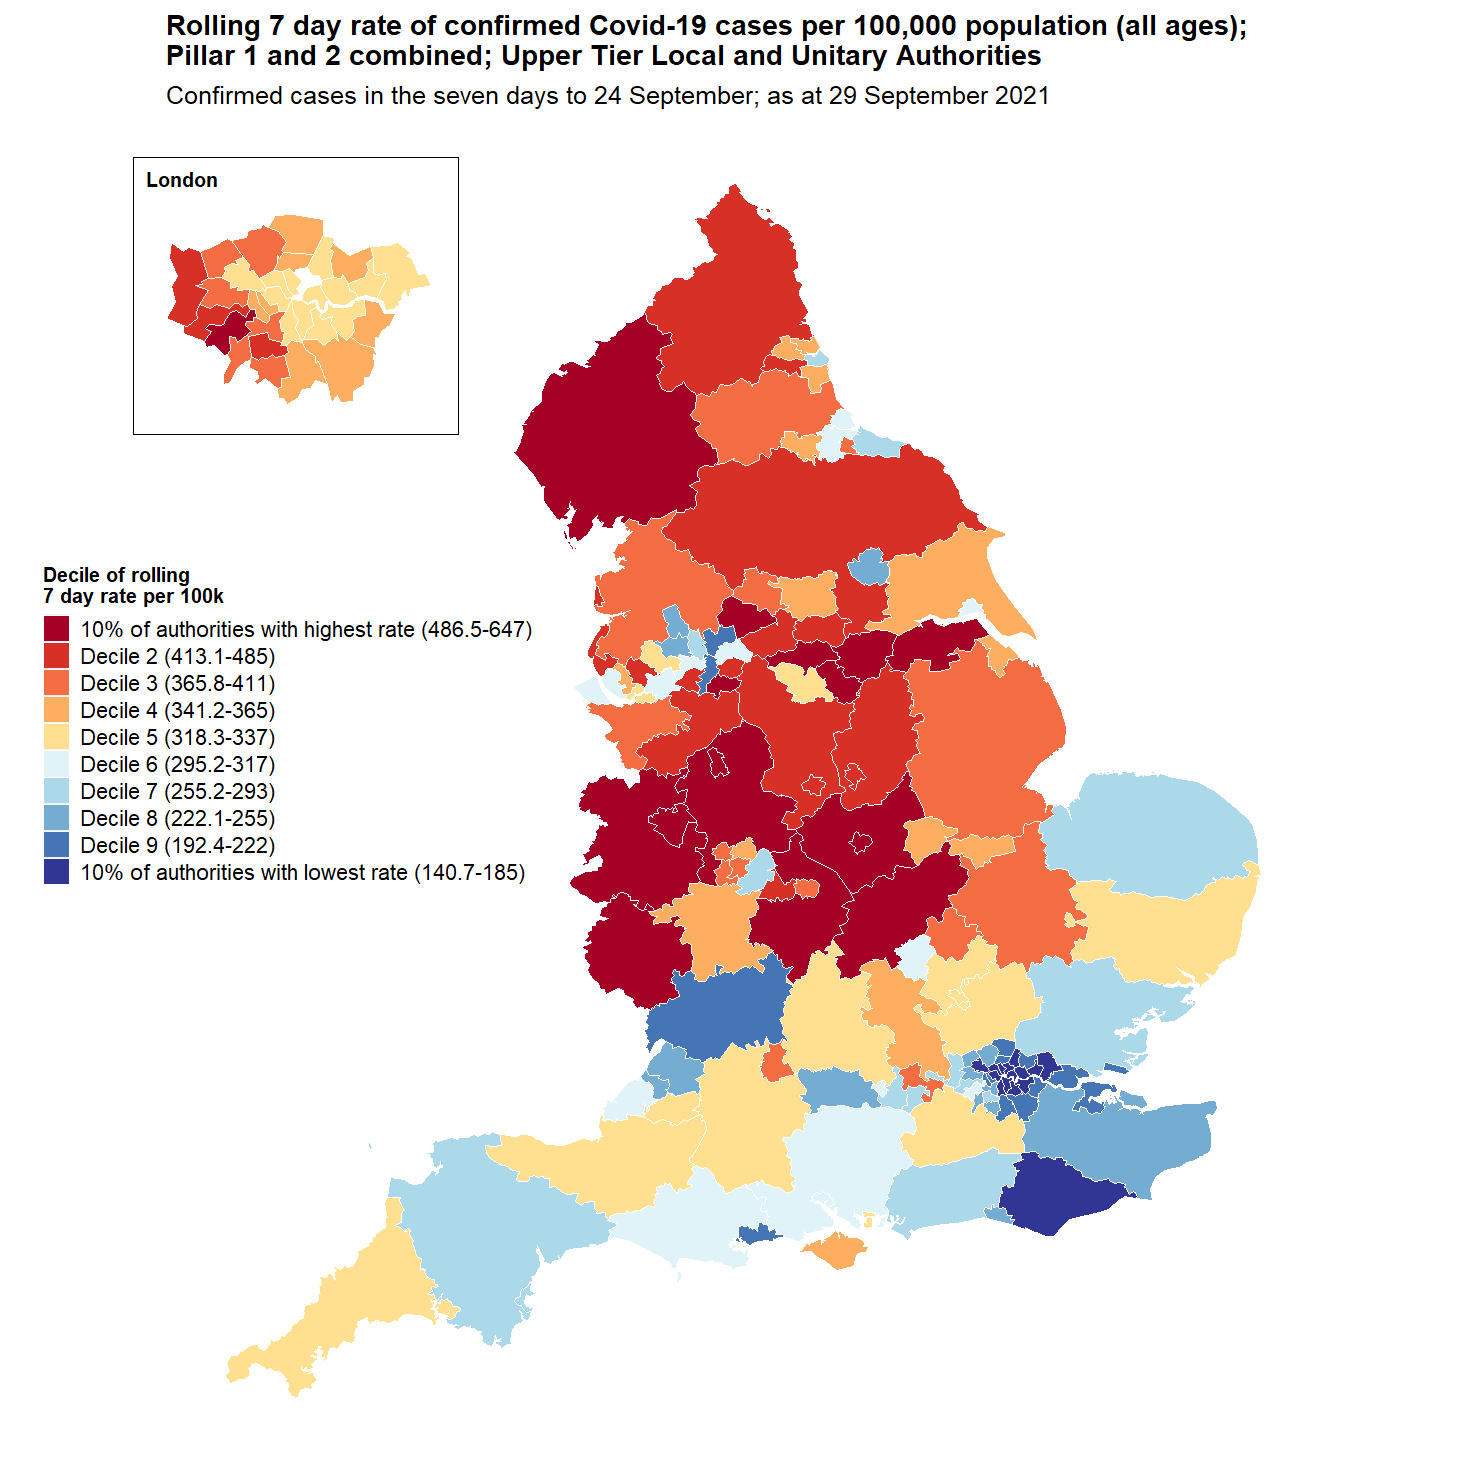 Rolling 7 day rate of confirmed Covid-19 cases per 100,000 population (all ages);
Pillar 1 and 2 combined; Upper Tier Local and Unitary Authorities
Confirmed cases in the seven days to 24 September; as at 29 September 2021
London
Decile of rolling
7 day rate per 100k
10% of authorities with highest rate (486.5-647)
Decile 2 (413.1-485)
Decile 3 (365.8-411)
Decile 4 (341.2-365)
Decile 5 (318.3-337)
Decile 6 (295.2-317)
Decile 7 (255.2-293)
Decile 8 (222.1-255)
Decile 9 (192.4-222)
10% of authorities with lowest rate (140.7-185)